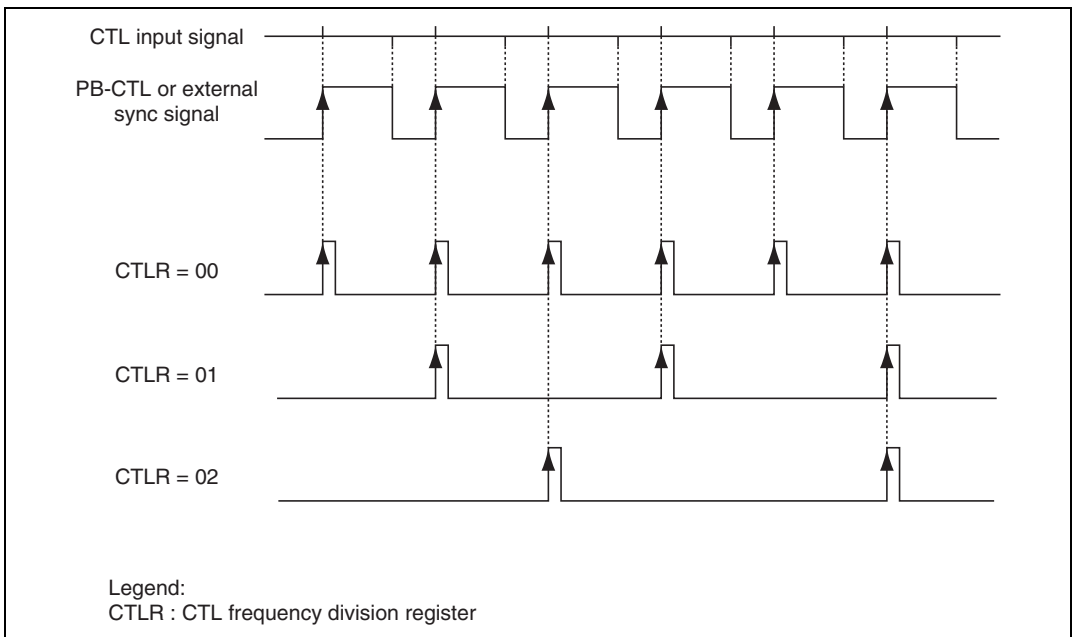 CTL input signal
PB-CTL or external
sync signal
CTLR = 00
CTLR = 01
CTLR = 02
Legend:
CTLR : CTL frequency division register